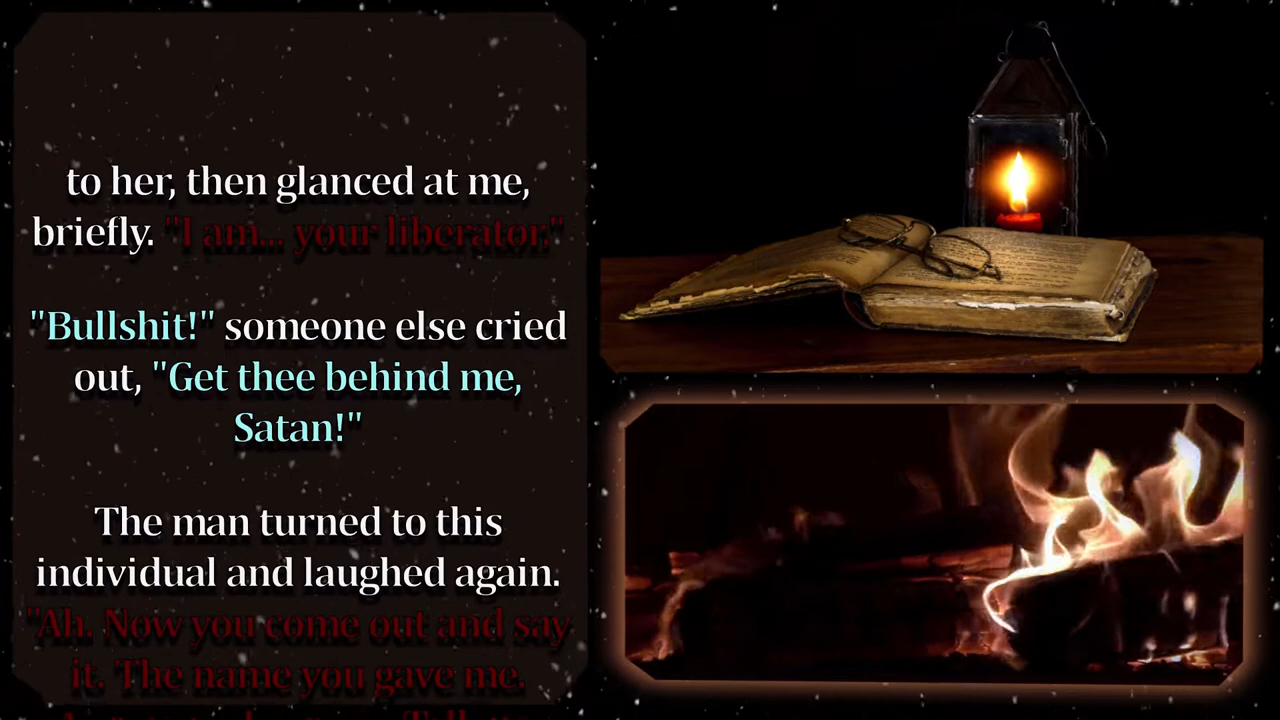 to her, then glanced at me,
briefly. "I am... your liberator."
"Bullshit!" someone else cried
out, "Get thee behind me,
Satan!"
The man turned to this
individual and laughed again.
"Ah. Now you come out and say
it. The name you gave me.